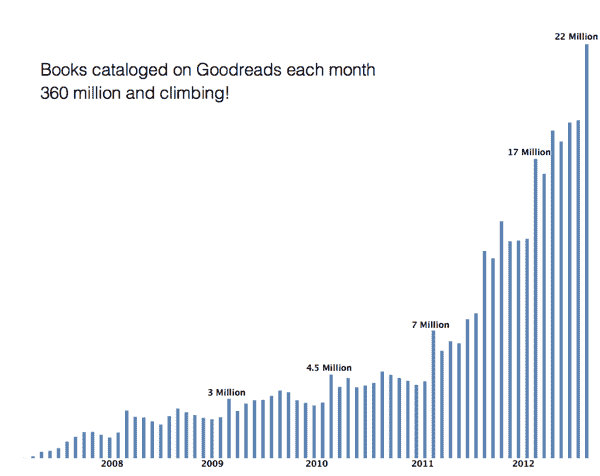 22 Million
Books cataloged on Goodreads each month
360 million and climbing!
17 Million
7 Million
4.5 Million
3 Million
2008 2009 2010 2011 2012